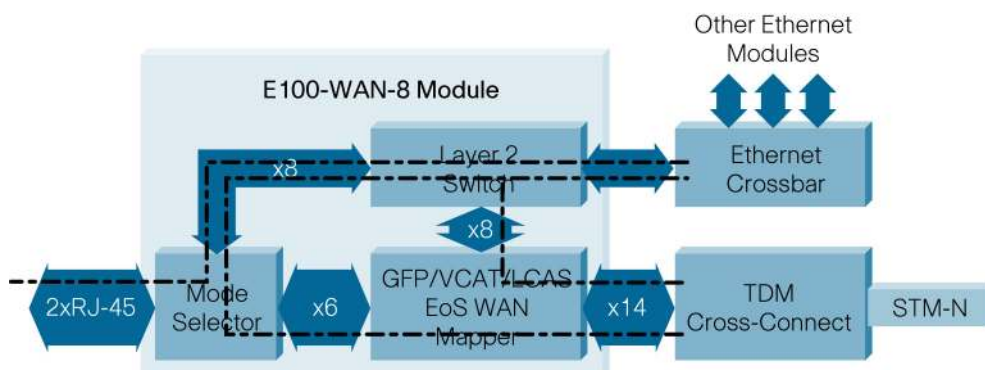 Other Ethernet
Modules
E100-WAN-8 Module
Layer 2
Switch
x8
Ethernet
Crossbar
x8
2xRJ-45
Mode
Selector
x6
GFP/VCAT/LCAS
EoS WAN
Mapper
x14
TDM
Cross-Connect
STM-N